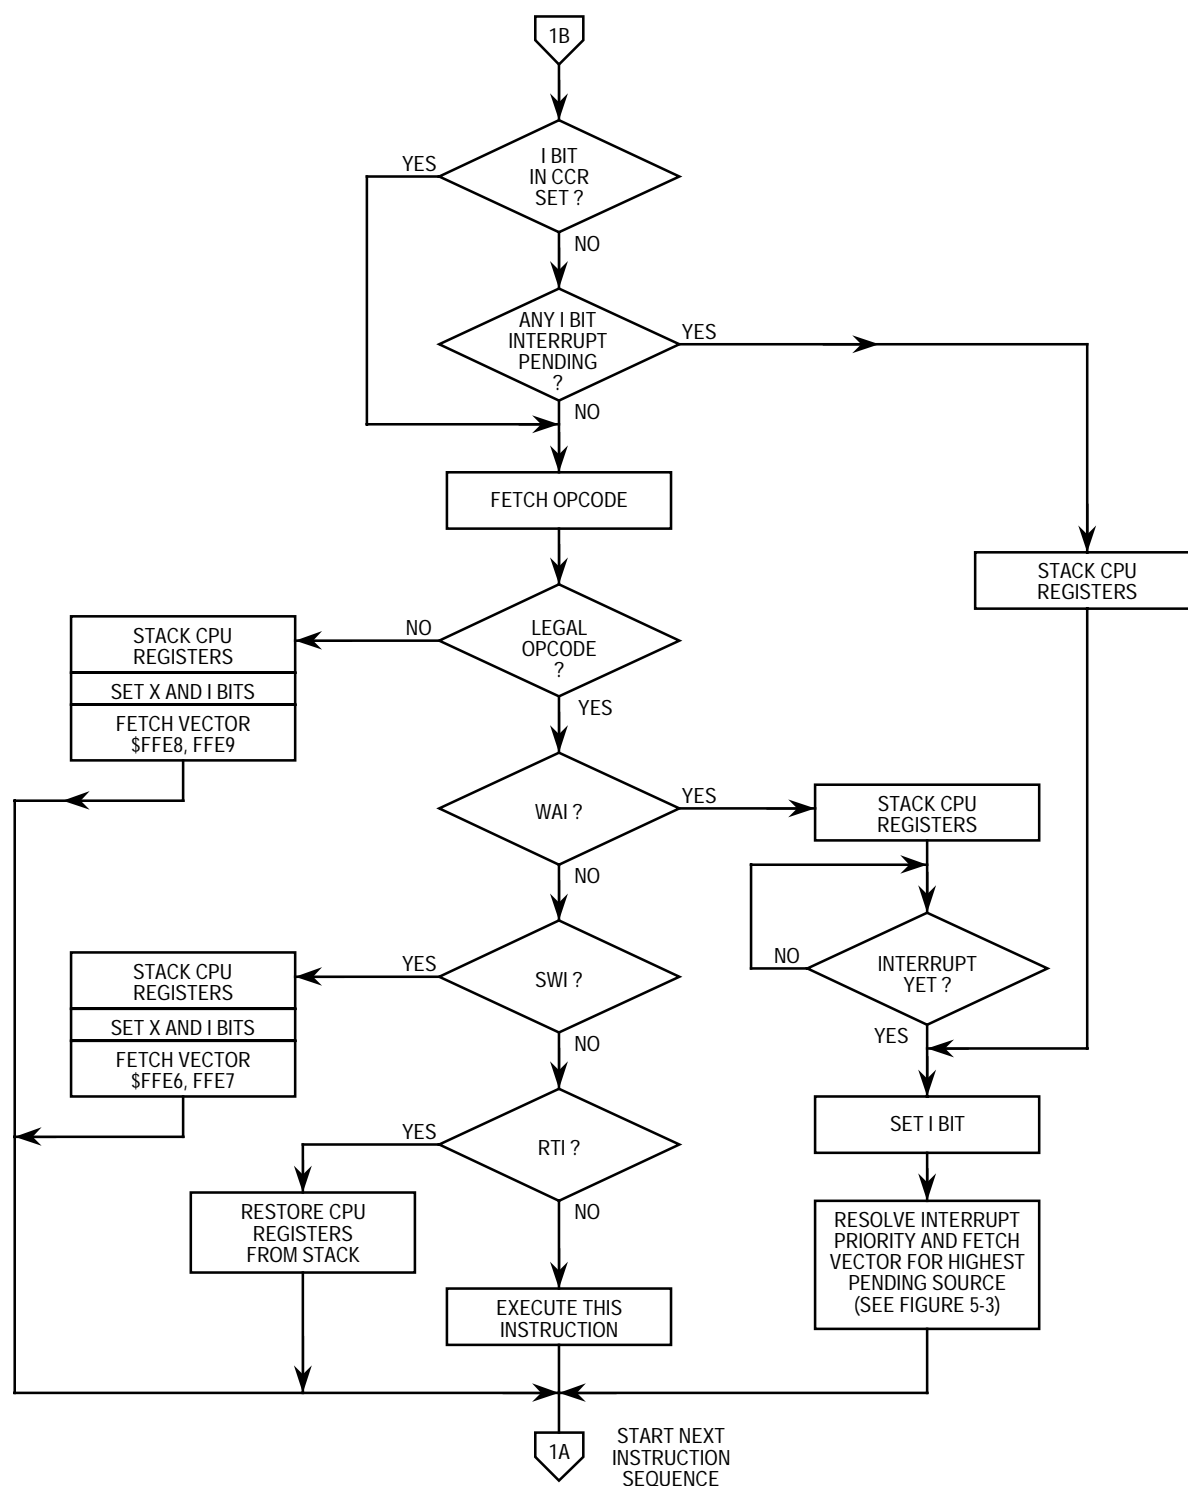 1B
I BIT
IN CCR
SET ?
YES
NO
ANY I BIT
INTERRUPT
PENDING
?
YES
NO
FETCH OPCODE
STACK CPU
REGISTERS
LEGAL
OPCODE
?
NO
YES
STACK CPU
REGISTERS
SET X AND I BITS
FETCH VECTOR
$FFE8, FFE9
WAI ?
YES
NO
STACK CPU
REGISTERS
INTERRUPT
YET ?
NO
YES
SWI ?
YES
NO
STACK CPU
REGISTERS
SET X AND I BITS
FETCH VECTOR
$FFE6, FFE7
SET I BIT
RTI ?
YES
NO
RESTORE CPU
REGISTERS
FROM STACK
RESOLVE INTERRUPT
PRIORITY AND FETCH
VECTOR FOR HIGHEST
PENDING SOURCE
(SEE FIGURE 5-3)
EXECUTE THIS
INSTRUCTION
1A
START NEXT
INSTRUCTION
SEQUENCE